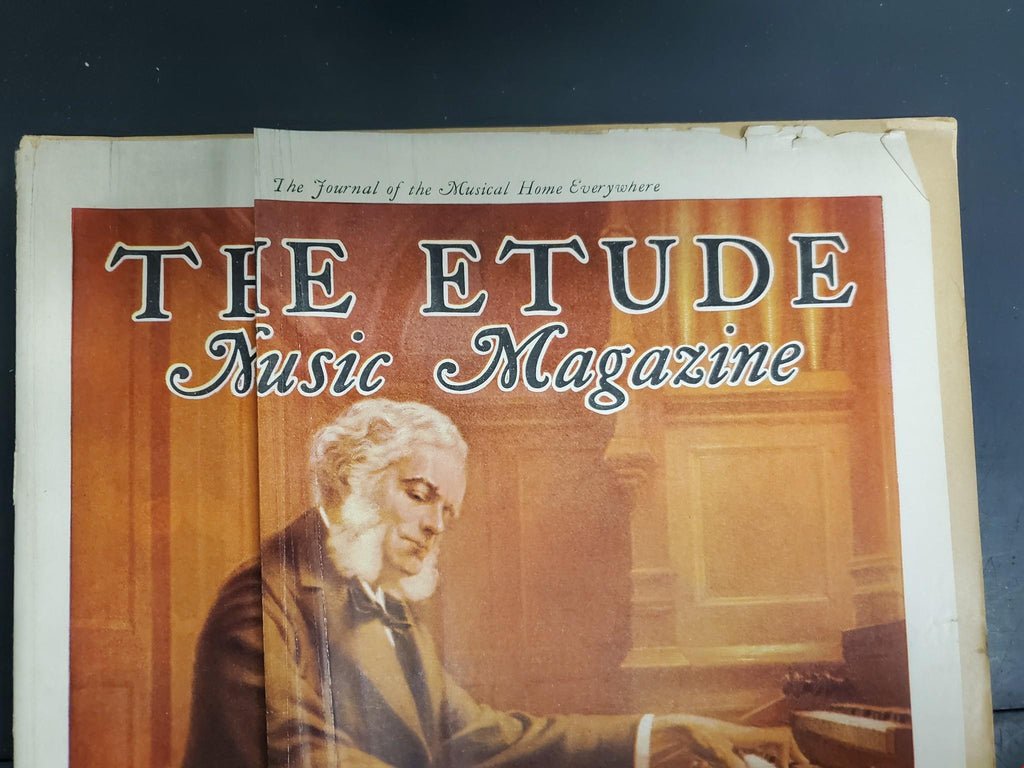 The Journal of the Musical Home Everywhere
THE ETUDE
Music Magazine